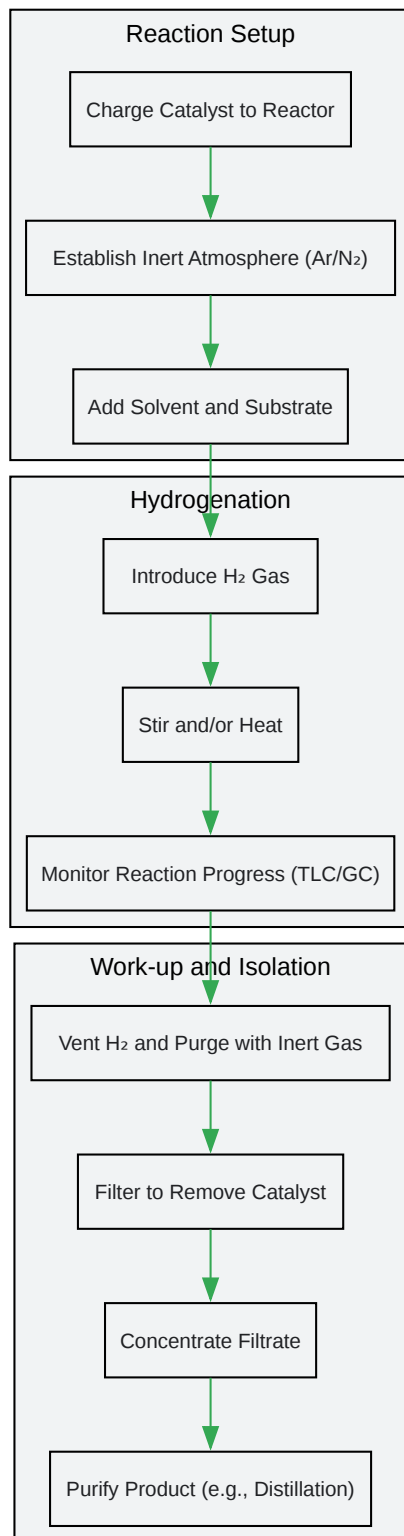 Reaction Setup
Charge Catalyst to Reactor
Establish Inert Atmosphere (Ar/N₂)
Add Solvent and Substrate
Hydrogenation
Introduce H₂ Gas
Stir and/or Heat
Monitor Reaction Progress (TLC/GC)
Work-up and Isolation
Vent H₂ and Purge with Inert Gas
Filter to Remove Catalyst
Concentrate Filtrate
Purify Product (e.g., Distillation)